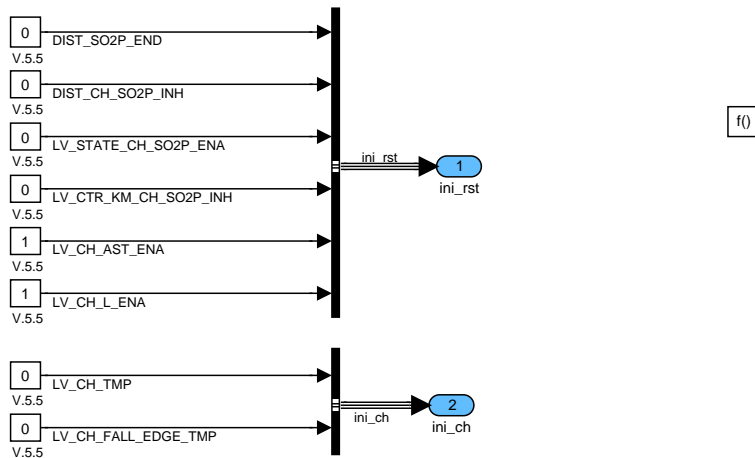 0
DIST_SO2P_END
V.5.5
0
DIST_CH_SO2P_INH
V.5.5
0
LV_STATE_CH_SO2P_ENA
V.5.5
0
LV_CTR_KM_CH_SO2P_INH
V.5.5
1
LV_CH_AST_ENA
V.5.5
1
LV_CH_L_ENA
V.5.5
ini_rst
1
ini_rst
f()
0
LV_CH_TMP
V.5.5
0
LV_CH_FALL_EDGE_TMP
V.5.5
ini_ch
2
ini_ch